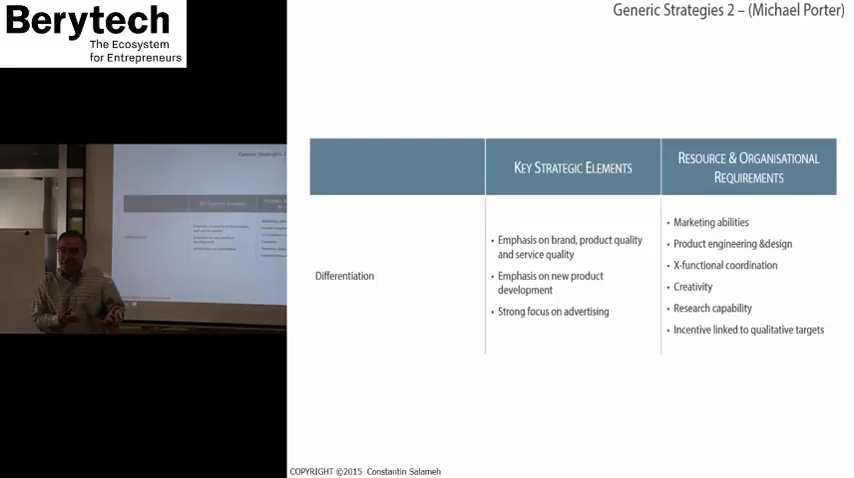 Berytech
The Ecosystem
for Entrepreneurs
Generic Strategies 2 – (Michael Porter)
KEY STRATEGIC ELEMENTS
RESOURCE & ORGANISATIONAL
REQUIREMENTS
Differentiation
• Emphasis on brand, product quality
and service quality
• Emphasis on new product
development
• Strong focus on advertising
• Marketing abilities
• Product engineering &design
• X-functional coordination
• Creativity
• Research capability
• Incentive linked to qualitative targets
COPYRIGHT ©2015 Constantin Salameh